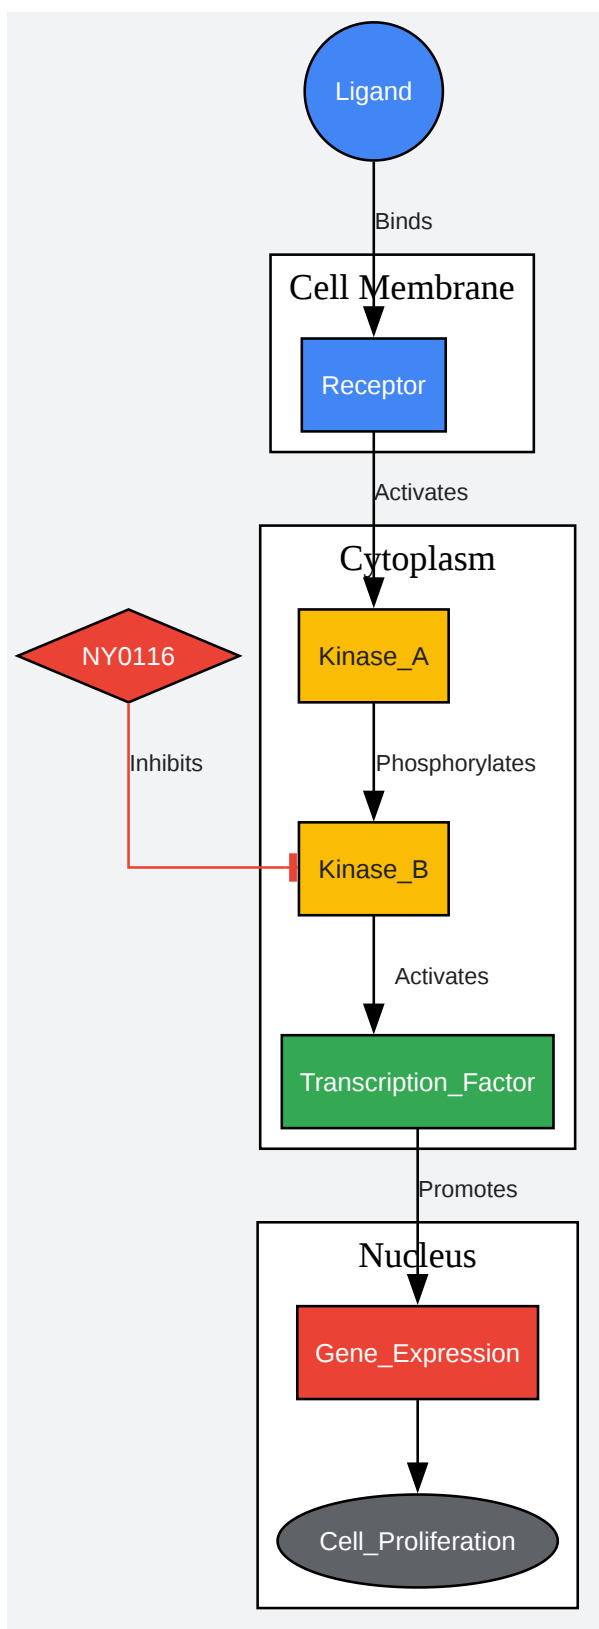 Ligand
Binds
Cell Membrane
Receptor
Activates
Cytoplasm
NY0116
Kinase_A
Inhibits
Phosphorylates
Kinase_B
Activates
Transcription_Factor
Promotes
Nucleus
Gene_Expression
Cell_Proliferation